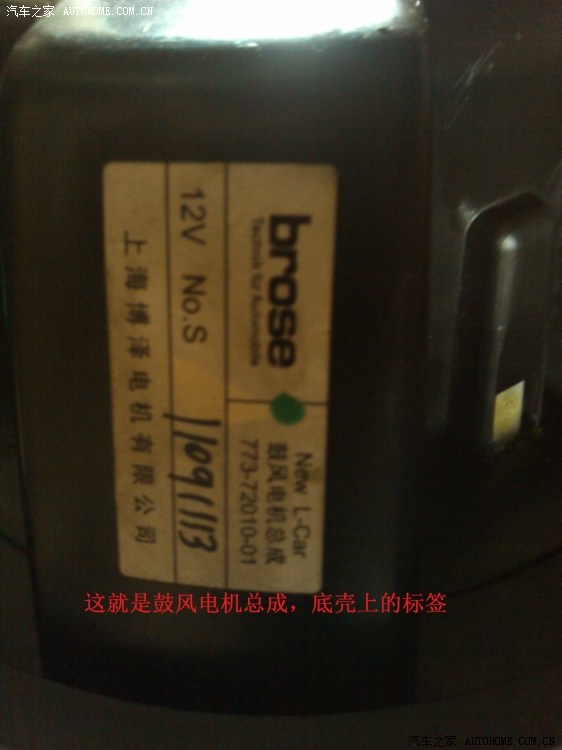 汽车之家 AUTOHOME.COM.CN
brose
Technik für Automobile
New L-Car
鼓风电机总成
773-72010-01
12V No.S 11091113
上海博泽电机有限公司
这就是鼓风电机总成，底壳上的标签
汽车之家 AUTOHOME.COM.CN